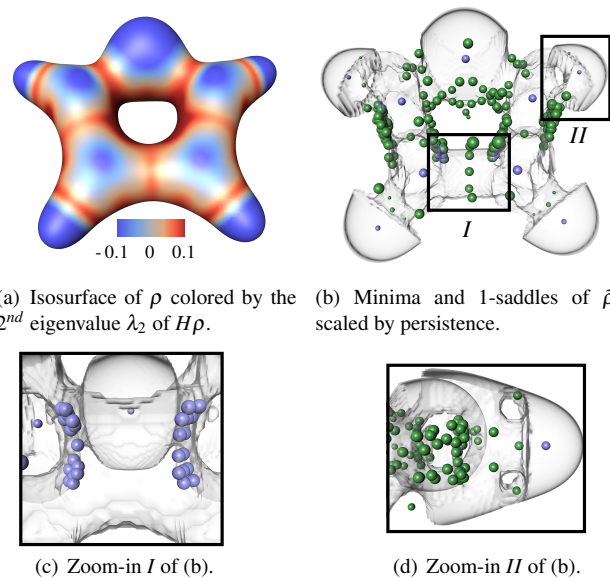 - 0.1 0 0.1
II
I
(a) Isosurface of ρ colored by the
2nd eigenvalue λ2 of Hρ.
(b) Minima and 1-saddles of ρ̂
scaled by persistence.
(c) Zoom-in I of (b).
(d) Zoom-in II of (b).